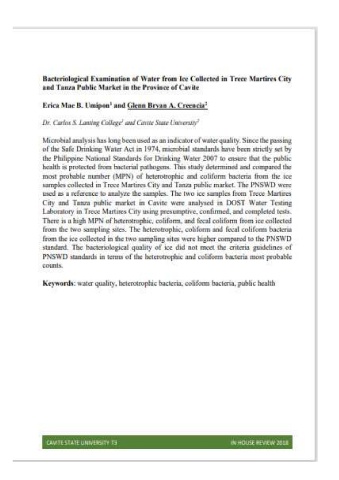 Bacteriological Examination of Water from Ice Collected in Trece Martires City
and Tanza Public Market in the Province of Cavite
Erica Mae B. Umipon¹ and Glenn Bryan A. Creencia²
Dr. Carlos S. Lanting College¹ and Cavite State University²
Microbial analysis has long been used as an indicator of water quality. Since the passing
of the Safe Drinking Water Act in 1974, microbial standards have been strictly set by
the Philippine National Standards for Drinking Water 2007 to ensure that the public
health is protected from bacterial pathogens. This study determined and compared the
most probable number (MPN) of heterotrophic and coliform bacteria from the ice
samples collected in Trece Martires City and Tanza public market. The PNSWD were
used as a reference to analyze the samples. The two ice samples from Trece Martires
City and Tanza public market in Cavite were analysed in DOST Water Testing
Laboratory in Trece Martires City using presumptive, confirmed, and completed tests.
There is a high MPN of heterotrophic, coliform, and fecal coliform from ice collected
from the two sampling sites. The heterotrophic, coliform and fecal coliform bacteria
from the ice collected in the two sampling sites were higher compared to the PNSWD
standard. The bacteriological quality of ice did not meet the criteria guidelines of
PNSWD standards in terms of the heterotrophic and coliform bacteria most probable
counts.
Keywords: water quality, heterotrophic bacteria, coliform bacteria, public health
CAVITE STATE UNIVERSITY T3 IN HOUSE REVIEW 2018